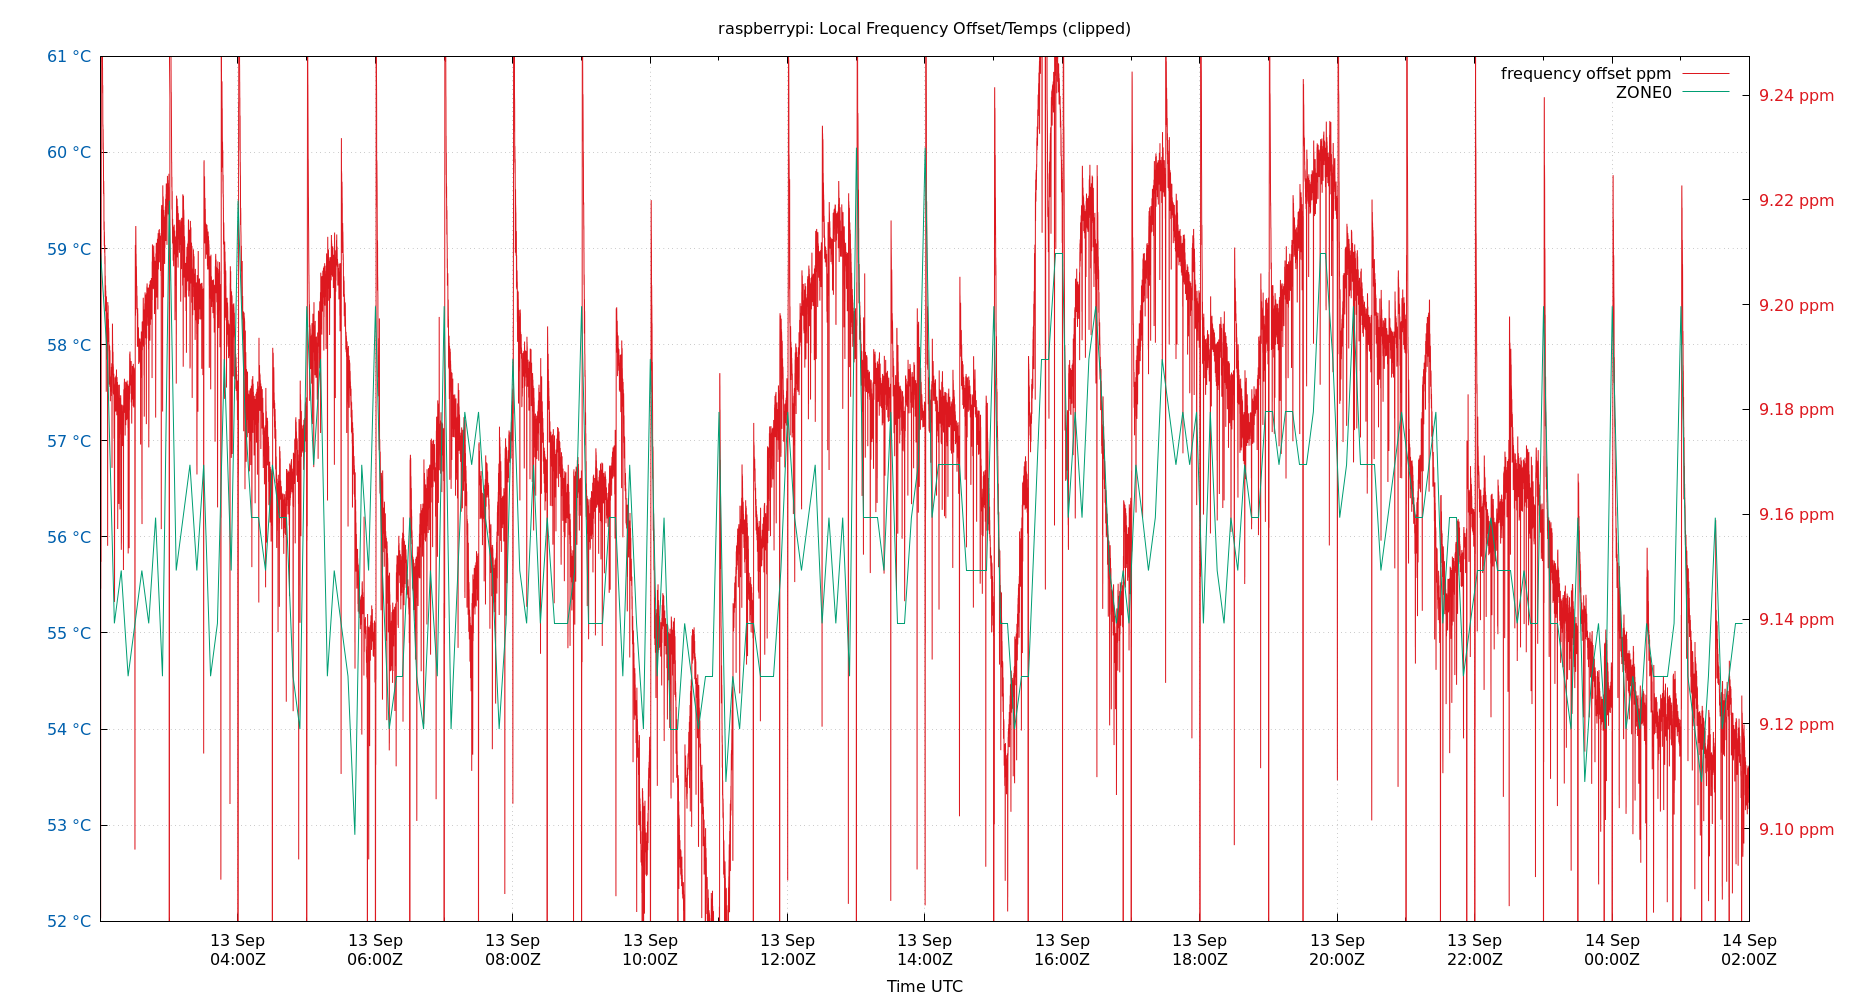 raspberrypi: Local Frequency Offset/Temps (clipped)
frequency offset ppm
ZONE0
61 °C
60 °C
59 °C
58 °C
57 °C
56 °C
55 °C
54 °C
53 °C
52 °C
9.24 ppm
9.22 ppm
9.20 ppm
9.18 ppm
9.16 ppm
9.14 ppm
9.12 ppm
9.10 ppm
13 Sep 13 Sep 13 Sep 13 Sep 13 Sep 13 Sep 13 Sep 13 Sep 13 Sep 13 Sep 14 Sep 14 Sep
04:00Z 06:00Z 08:00Z 10:00Z 12:00Z 14:00Z 16:00Z 18:00Z 20:00Z 22:00Z 00:00Z 02:00Z
Time UTC